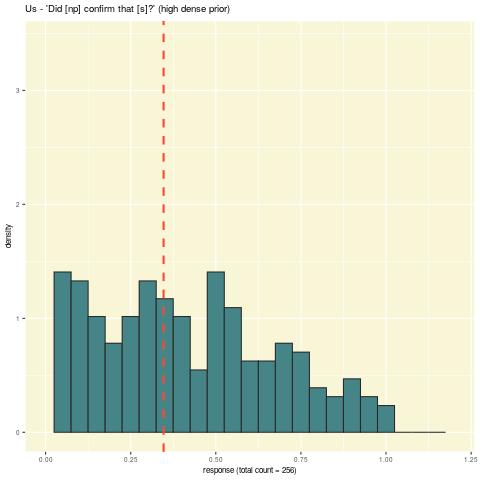 Us - 'Did [np] confirm that [s]?' (high dense prior)
3
2
1
0
density
0.00 0.25 0.50 0.75 1.00 1.25
response (total count = 256)